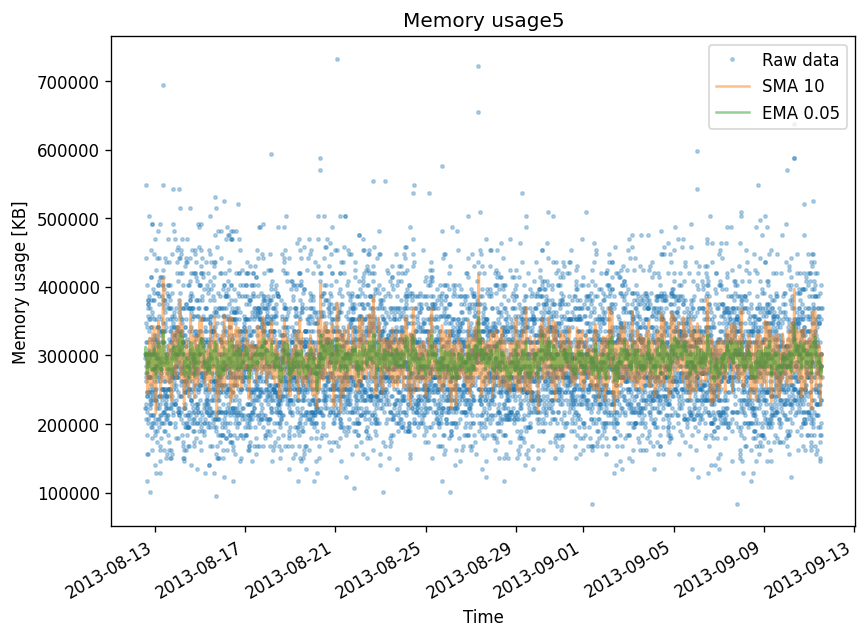 Memory usage5
Raw data
SMA 10
EMA 0.05
Memory usage [KB]
700000
600000
500000
400000
300000
200000
100000
2013-08-13
2013-08-17
2013-08-21
2013-08-25
2013-08-29
2013-09-01
2013-09-05
2013-09-09
2013-09-13
Time